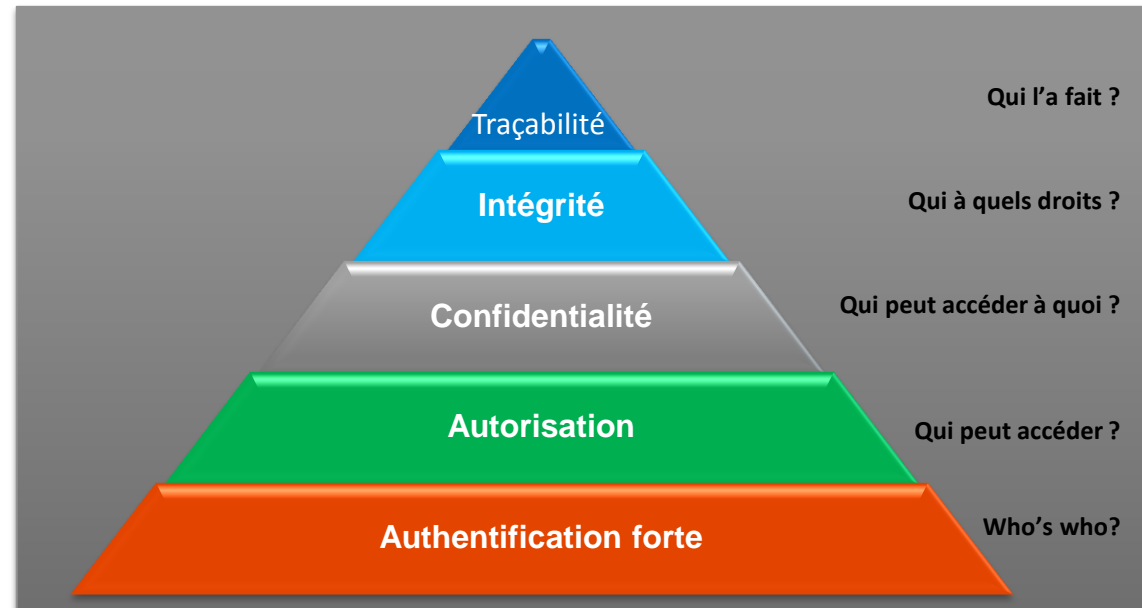 Qui l'a fait ?
Traçabilité
Intégrité
Qui à quels droits ?
Qui peut accéder à quoi ?
Confidentialité
Autorisation
Qui peut accéder ?
Authentification forte
Who's who?